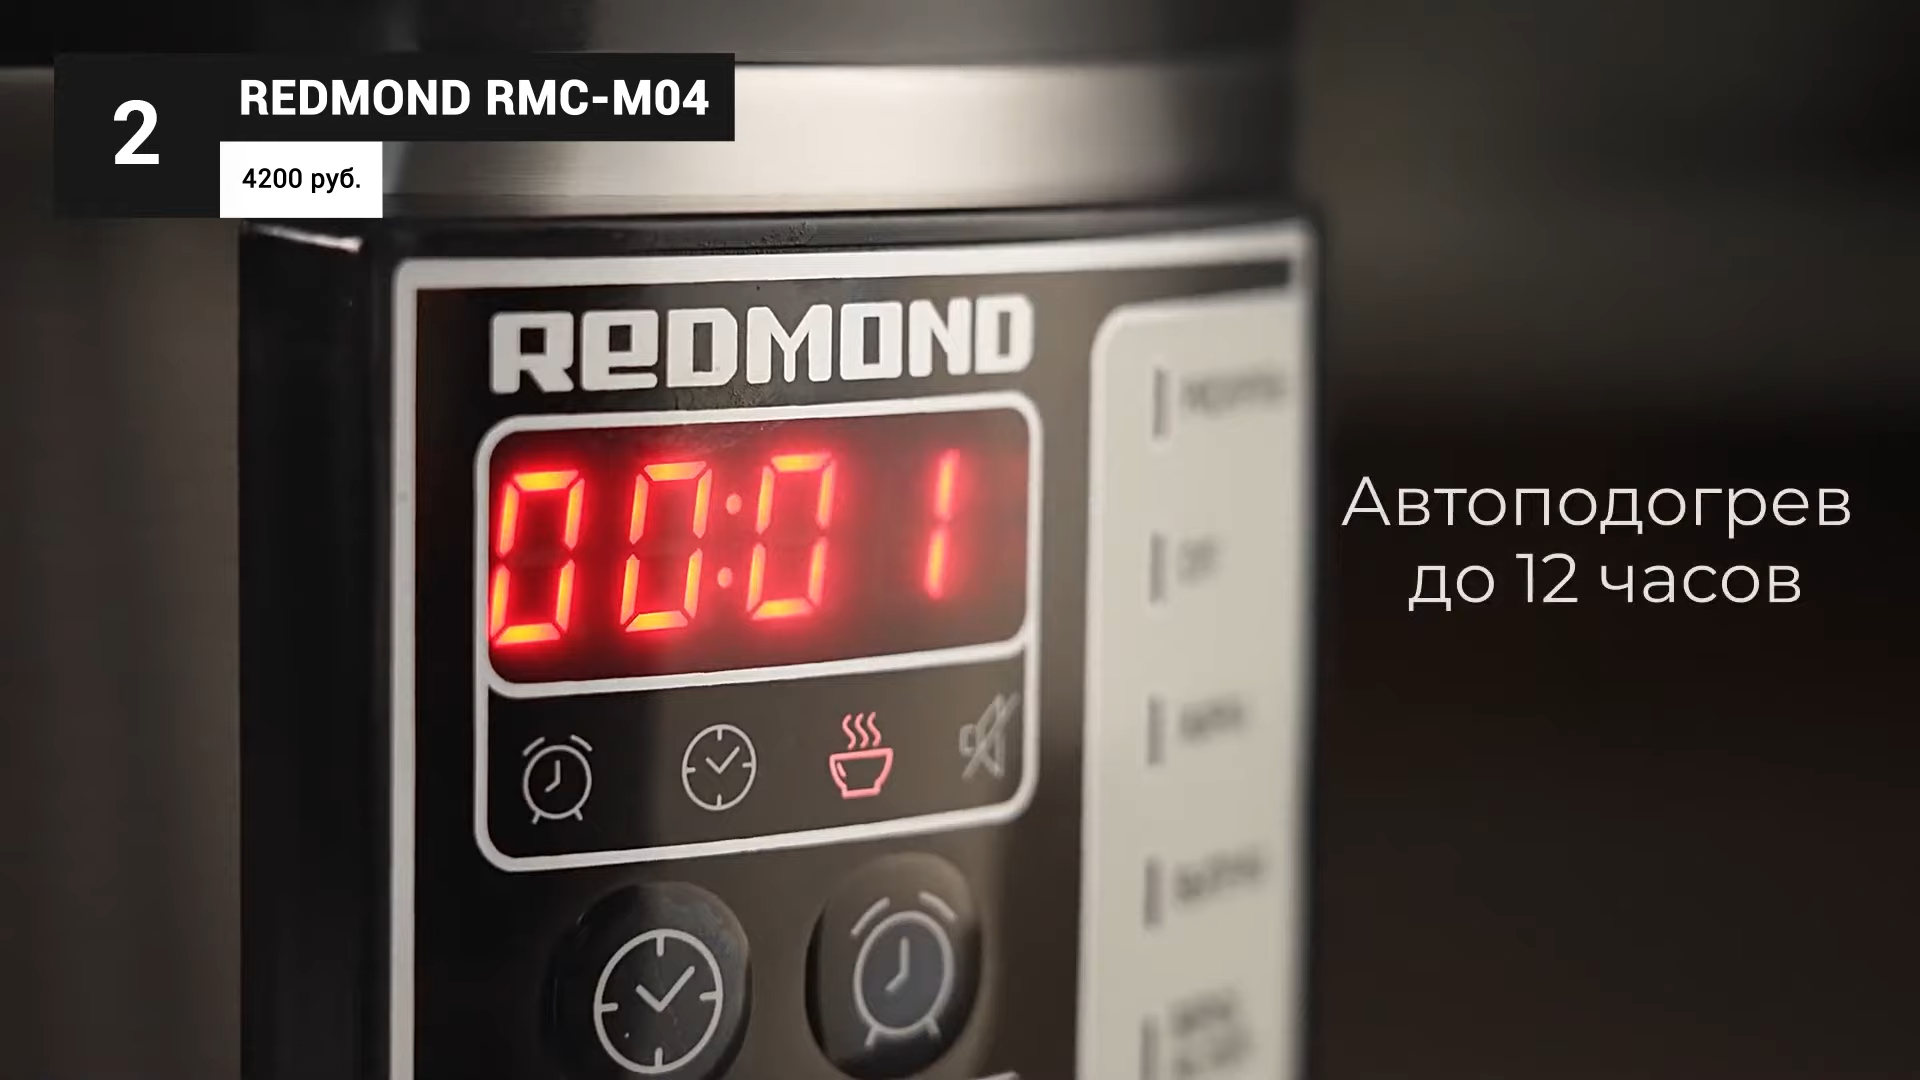 2
REDMOND RMC-M04
4200 руб.
REDMOND
00:01
Автоподогрев
до 12 часов